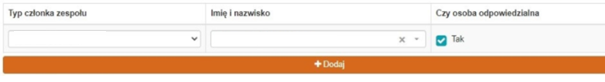 Typ członka zespołu Imię i nazwisko Czy osoba odpowiedzialna
Tak
Dodaj